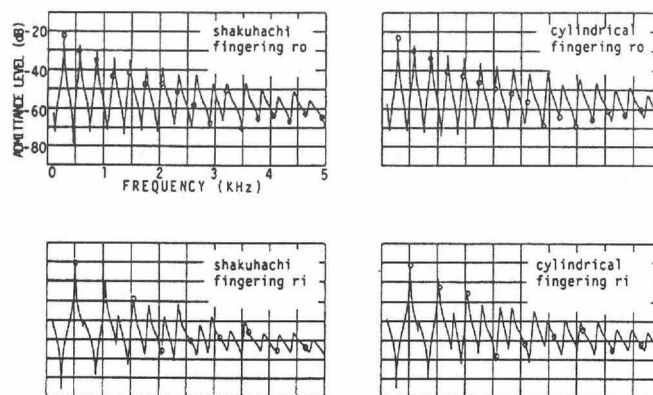 shakuhachi
fingering ro
cylindrical
fingering ro
ADMITTANCE LEVEL (dB)
-20
-40
-60
-80
0 1 2 3 4 5
FREQUENCY (KHz)
shakuhachi
fingering ri
cylindrical
fingering ri